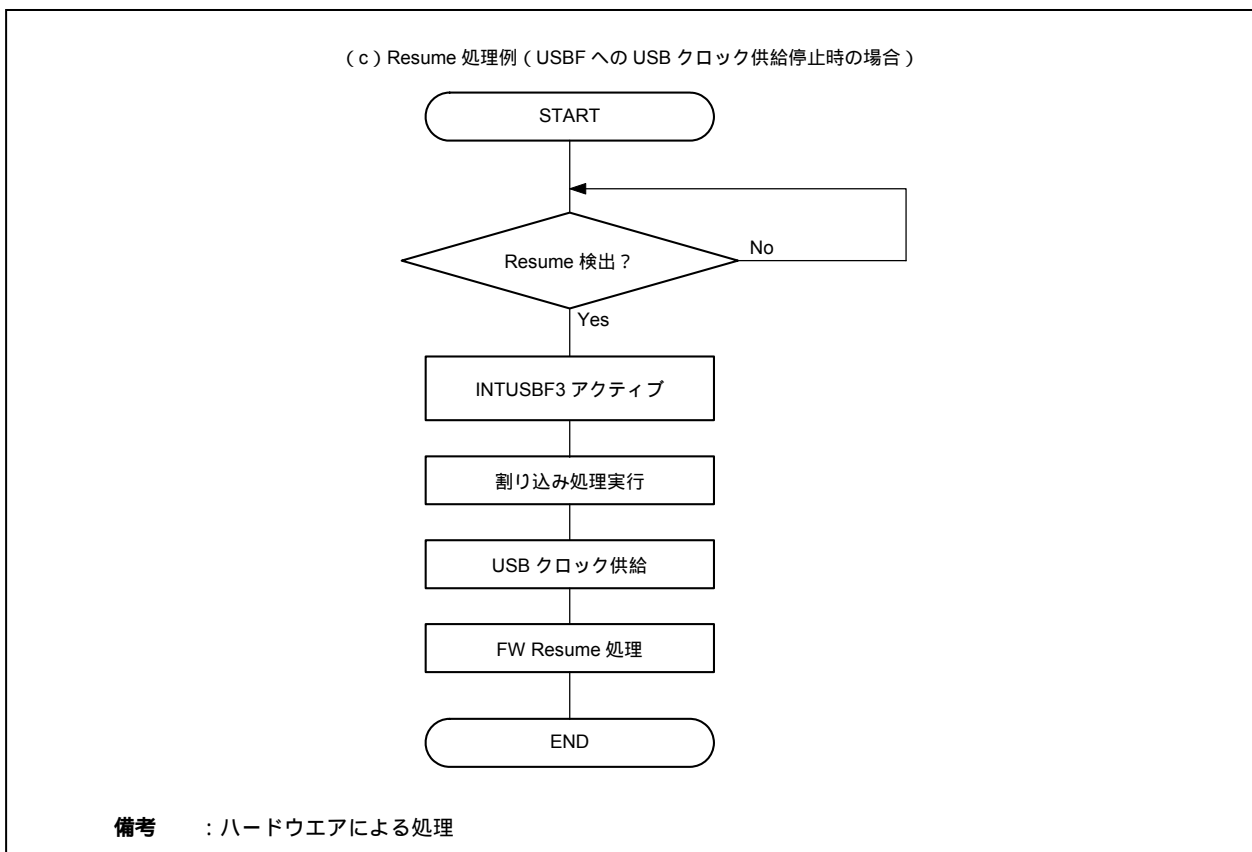 （c）Resume 処理例（USBF への USB クロック供給停止時の場合）
START
Resume 検出？
No
Yes
INTUSBF3 アクティブ
割り込み処理実行
USB クロック供給
FW Resume 処理
END
備考　：ハードウエアによる処理